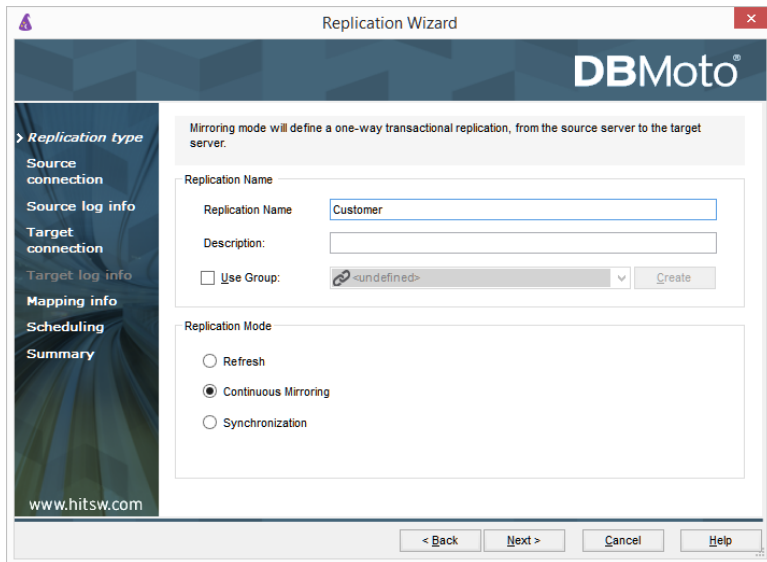 Replication Wizard
DBMoto®
Replication type
Source
connection
Source log info
Target
connection
Target log info
Mapping info
Scheduling
Summary
www.hitsw.com
Mirroring mode will define a one-way transactional replication, from the source server to the target
server.
Replication Name
Replication Name Customer
Description:
Use Group: <undefined> Create
Replication Mode
Refresh
Continuous Mirroring
Synchronization
< Back Next > Cancel Help